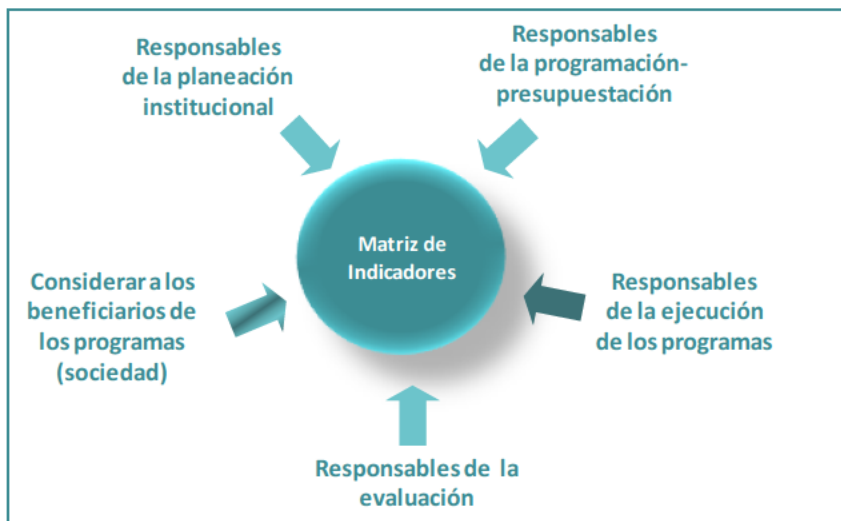 Responsables
de la planeación
institucional
Responsables
de la programación-
presupuestación
Matriz de
Indicadores
Considerar a los
beneficiarios de
los programas
(sociedad)
Responsables
de la ejecución
de los programas
Responsables de la
evaluación